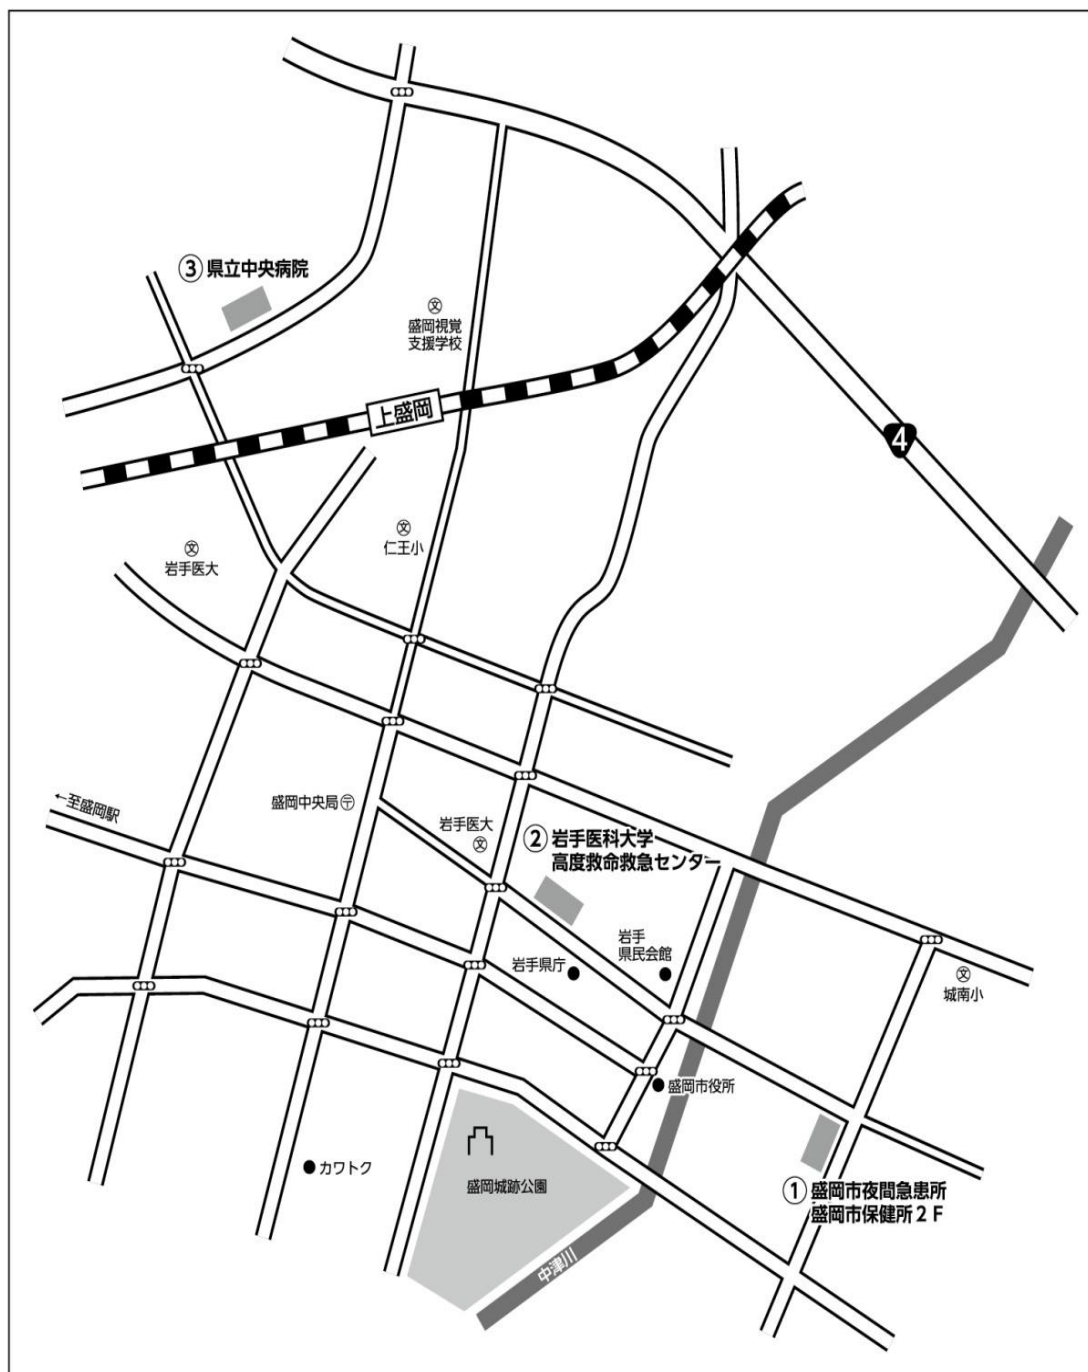 ③ 県立中央病院
文
盛岡視覚
支援学校
上盛岡
4
文
仁王小
文
岩手医大
←至盛岡駅
盛岡中央局〒
岩手医大
文
② 岩手医科大学
高度救命救急センター
岩手
県民会館
岩手県庁
文
城南小
盛岡市役所
カワトク
盛岡城跡公園
① 盛岡市夜間急患所
盛岡市保健所2F
中津川